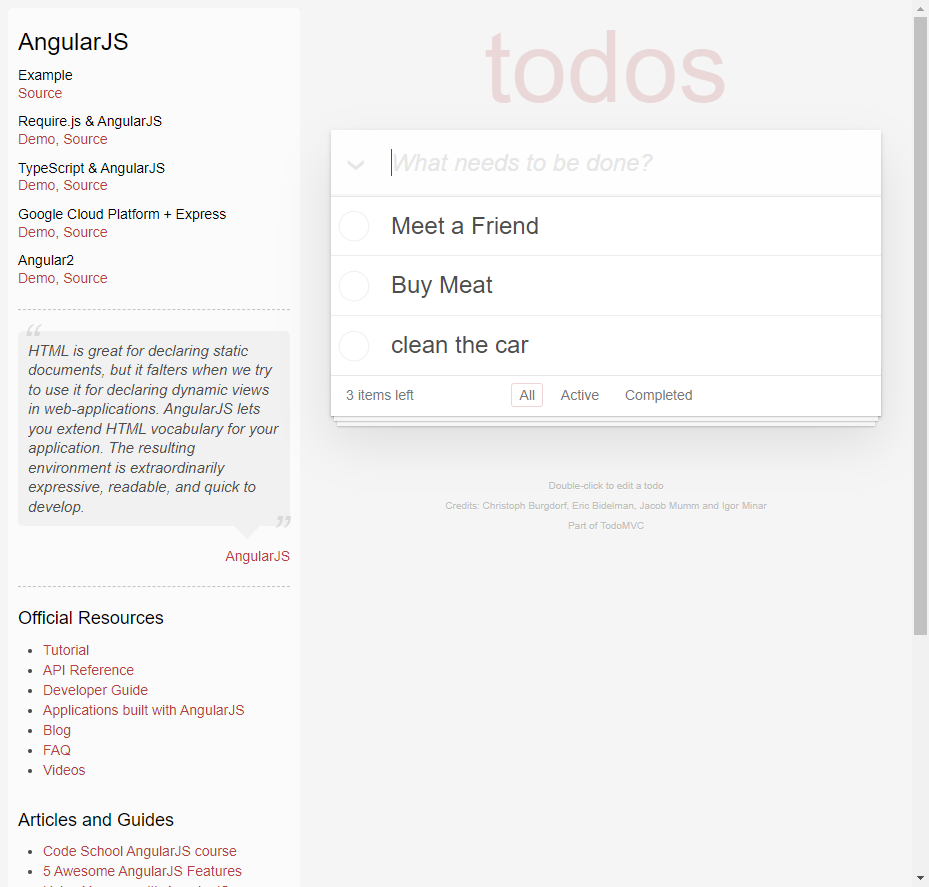 AngularJS
Example
Source
Require.js & AngularJS
Demo, Source
TypeScript & AngularJS
Demo, Source
Google Cloud Platform + Express
Demo, Source
Angular2
Demo, Source
“
HTML is great for declaring static
documents, but it falters when we try
to use it for declaring dynamic views
in web-applications. AngularJS lets
you extend HTML vocabulary for your
application. The resulting
environment is extraordinarily
expressive, readable, and quick to
develop.
”
AngularJS
Official Resources
Tutorial
API Reference
Developer Guide
Applications built with AngularJS
Blog
FAQ
Videos
Articles and Guides
Code School AngularJS course
5 Awesome AngularJS Features
todos
What needs to be done?
Meet a Friend
Buy Meat
clean the car
3 items left All Active Completed
Double-click to edit a todo
Credits: Christoph Burgdorf, Eric Bidelman, Jacob Mumm and Igor Minar
Part of TodoMVC